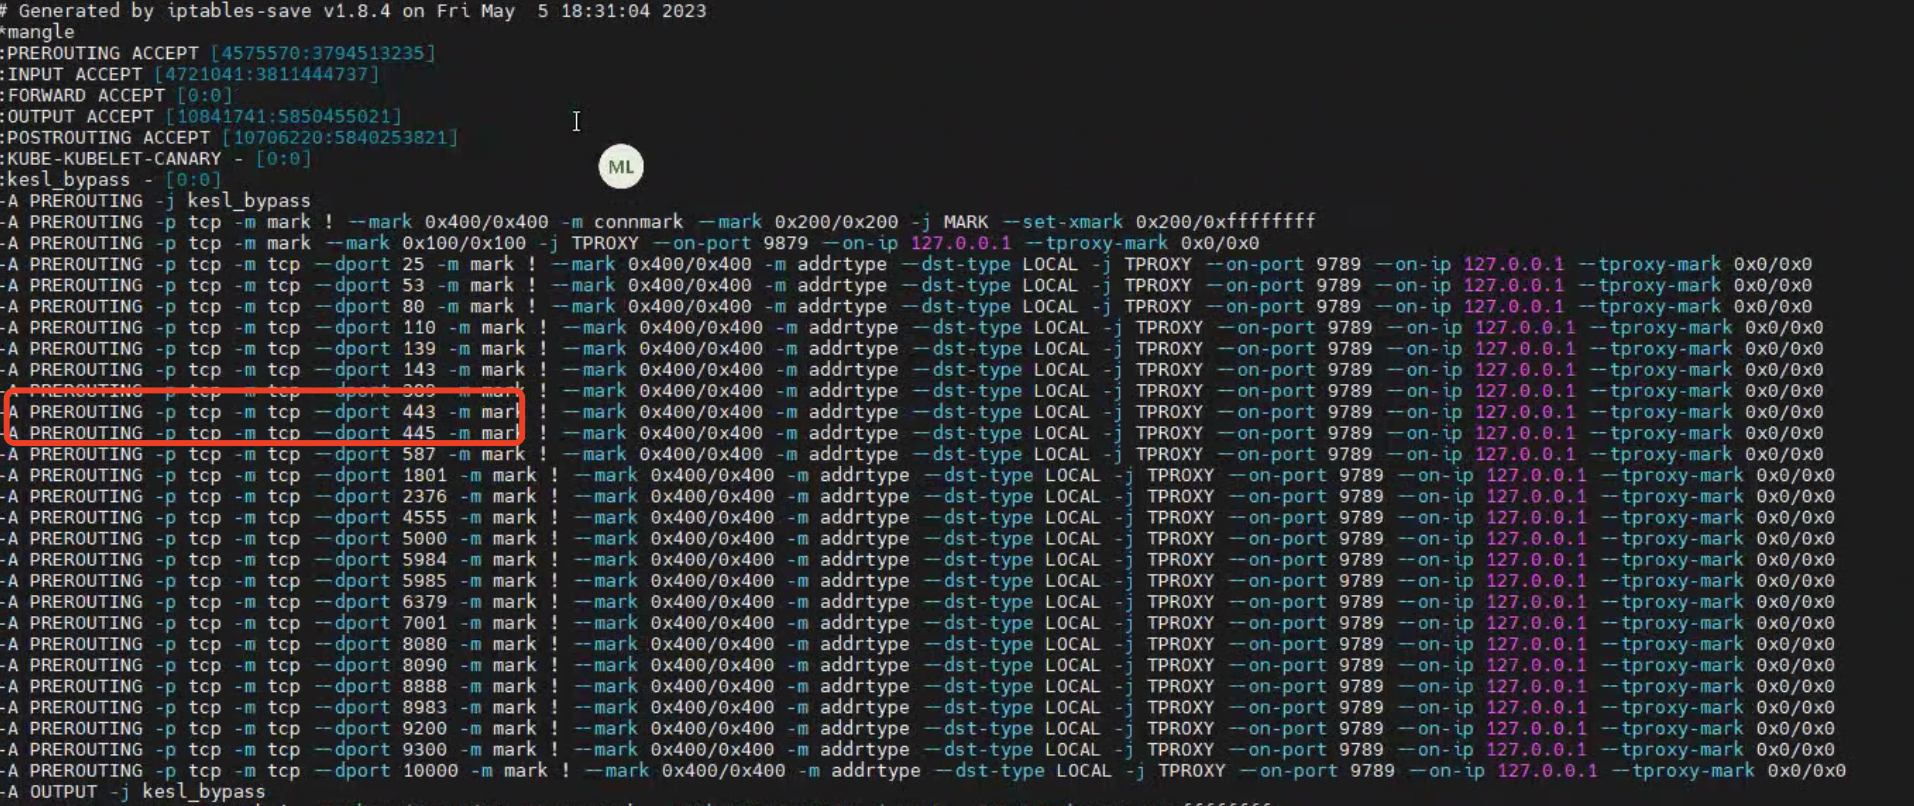 # Generated by iptables-save v1.8.4 on Fri May  5 18:31:04 2023
*mangle
:PREROUTING ACCEPT [4575570:3794513235]
:INPUT ACCEPT [4721041:3811444737]
:FORWARD ACCEPT [0:0]
:OUTPUT ACCEPT [10841741:5850455021]
:POSTROUTING ACCEPT [10706220:5840253821]
ML
:KUBE-KUBELET-CANARY - [0:0]
:kesl_bypass - [0:0]
-A PREROUTING -j kesl_bypass
-A PREROUTING -p tcp -m mark ! --mark 0x400/0x400 -m connmark --mark 0x200/0x200 -j MARK --set-xmark 0x200/0xffffffff
-A PREROUTING -p tcp -m mark --mark 0x100/0x100 -j TPROXY --on-port 9879 --on-ip 127.0.0.1 --tproxy-mark 0x0/0x0
-A PREROUTING -p tcp -m tcp --dport 25 -m mark ! --mark 0x400/0x400 -m addrtype --dst-type LOCAL -j TPROXY --on-port 9789 --on-ip 127.0.0.1 --tproxy-mark 0x0/0x0
-A PREROUTING -p tcp -m tcp --dport 53 -m mark ! --mark 0x400/0x400 -m addrtype --dst-type LOCAL -j TPROXY --on-port 9789 --on-ip 127.0.0.1 --tproxy-mark 0x0/0x0
-A PREROUTING -p tcp -m tcp --dport 80 -m mark ! --mark 0x400/0x400 -m addrtype --dst-type LOCAL -j TPROXY --on-port 9789 --on-ip 127.0.0.1 --tproxy-mark 0x0/0x0
-A PREROUTING -p tcp -m tcp --dport 110 -m mark ! --mark 0x400/0x400 -m addrtype --dst-type LOCAL -j TPROXY --on-port 9789 --on-ip 127.0.0.1 --tproxy-mark 0x0/0x0
-A PREROUTING -p tcp -m tcp --dport 139 -m mark ! --mark 0x400/0x400 -m addrtype --dst-type LOCAL -j TPROXY --on-port 9789 --on-ip 127.0.0.1 --tproxy-mark 0x0/0x0
-A PREROUTING -p tcp -m tcp --dport 143 -m mark ! --mark 0x400/0x400 -m addrtype --dst-type LOCAL -j TPROXY --on-port 9789 --on-ip 127.0.0.1 --tproxy-mark 0x0/0x0
-A PREROUTING -p tcp -m tcp --dport 389 -m mark ! --mark 0x400/0x400 -m addrtype --dst-type LOCAL -j TPROXY --on-port 9789 --on-ip 127.0.0.1 --tproxy-mark 0x0/0x0
-A PREROUTING -p tcp -m tcp --dport 443 -m mark ! --mark 0x400/0x400 -m addrtype --dst-type LOCAL -j TPROXY --on-port 9789 --on-ip 127.0.0.1 --tproxy-mark 0x0/0x0
-A PREROUTING -p tcp -m tcp --dport 445 -m mark ! --mark 0x400/0x400 -m addrtype --dst-type LOCAL -j TPROXY --on-port 9789 --on-ip 127.0.0.1 --tproxy-mark 0x0/0x0
-A PREROUTING -p tcp -m tcp --dport 587 -m mark ! --mark 0x400/0x400 -m addrtype --dst-type LOCAL -j TPROXY --on-port 9789 --on-ip 127.0.0.1 --tproxy-mark 0x0/0x0
-A PREROUTING -p tcp -m tcp --dport 1801 -m mark ! --mark 0x400/0x400 -m addrtype --dst-type LOCAL -j TPROXY --on-port 9789 --on-ip 127.0.0.1 --tproxy-mark 0x0/0x0
-A PREROUTING -p tcp -m tcp --dport 2376 -m mark ! --mark 0x400/0x400 -m addrtype --dst-type LOCAL -j TPROXY --on-port 9789 --on-ip 127.0.0.1 --tproxy-mark 0x0/0x0
-A PREROUTING -p tcp -m tcp --dport 4555 -m mark ! --mark 0x400/0x400 -m addrtype --dst-type LOCAL -j TPROXY --on-port 9789 --on-ip 127.0.0.1 --tproxy-mark 0x0/0x0
-A PREROUTING -p tcp -m tcp --dport 5000 -m mark ! --mark 0x400/0x400 -m addrtype --dst-type LOCAL -j TPROXY --on-port 9789 --on-ip 127.0.0.1 --tproxy-mark 0x0/0x0
-A PREROUTING -p tcp -m tcp --dport 5984 -m mark ! --mark 0x400/0x400 -m addrtype --dst-type LOCAL -j TPROXY --on-port 9789 --on-ip 127.0.0.1 --tproxy-mark 0x0/0x0
-A PREROUTING -p tcp -m tcp --dport 5985 -m mark ! --mark 0x400/0x400 -m addrtype --dst-type LOCAL -j TPROXY --on-port 9789 --on-ip 127.0.0.1 --tproxy-mark 0x0/0x0
-A PREROUTING -p tcp -m tcp --dport 6379 -m mark ! --mark 0x400/0x400 -m addrtype --dst-type LOCAL -j TPROXY --on-port 9789 --on-ip 127.0.0.1 --tproxy-mark 0x0/0x0
-A PREROUTING -p tcp -m tcp --dport 7001 -m mark ! --mark 0x400/0x400 -m addrtype --dst-type LOCAL -j TPROXY --on-port 9789 --on-ip 127.0.0.1 --tproxy-mark 0x0/0x0
-A PREROUTING -p tcp -m tcp --dport 8080 -m mark ! --mark 0x400/0x400 -m addrtype --dst-type LOCAL -j TPROXY --on-port 9789 --on-ip 127.0.0.1 --tproxy-mark 0x0/0x0
-A PREROUTING -p tcp -m tcp --dport 8090 -m mark ! --mark 0x400/0x400 -m addrtype --dst-type LOCAL -j TPROXY --on-port 9789 --on-ip 127.0.0.1 --tproxy-mark 0x0/0x0
-A PREROUTING -p tcp -m tcp --dport 8888 -m mark ! --mark 0x400/0x400 -m addrtype --dst-type LOCAL -j TPROXY --on-port 9789 --on-ip 127.0.0.1 --tproxy-mark 0x0/0x0
-A PREROUTING -p tcp -m tcp --dport 8983 -m mark ! --mark 0x400/0x400 -m addrtype --dst-type LOCAL -j TPROXY --on-port 9789 --on-ip 127.0.0.1 --tproxy-mark 0x0/0x0
-A PREROUTING -p tcp -m tcp --dport 9200 -m mark ! --mark 0x400/0x400 -m addrtype --dst-type LOCAL -j TPROXY --on-port 9789 --on-ip 127.0.0.1 --tproxy-mark 0x0/0x0
-A PREROUTING -p tcp -m tcp --dport 9300 -m mark ! --mark 0x400/0x400 -m addrtype --dst-type LOCAL -j TPROXY --on-port 9789 --on-ip 127.0.0.1 --tproxy-mark 0x0/0x0
-A PREROUTING -p tcp -m tcp --dport 10000 -m mark ! --mark 0x400/0x400 -m addrtype --dst-type LOCAL -j TPROXY --on-port 9789 --on-ip 127.0.0.1 --tproxy-mark 0x0/0x0
-A OUTPUT -j kesl_bypass